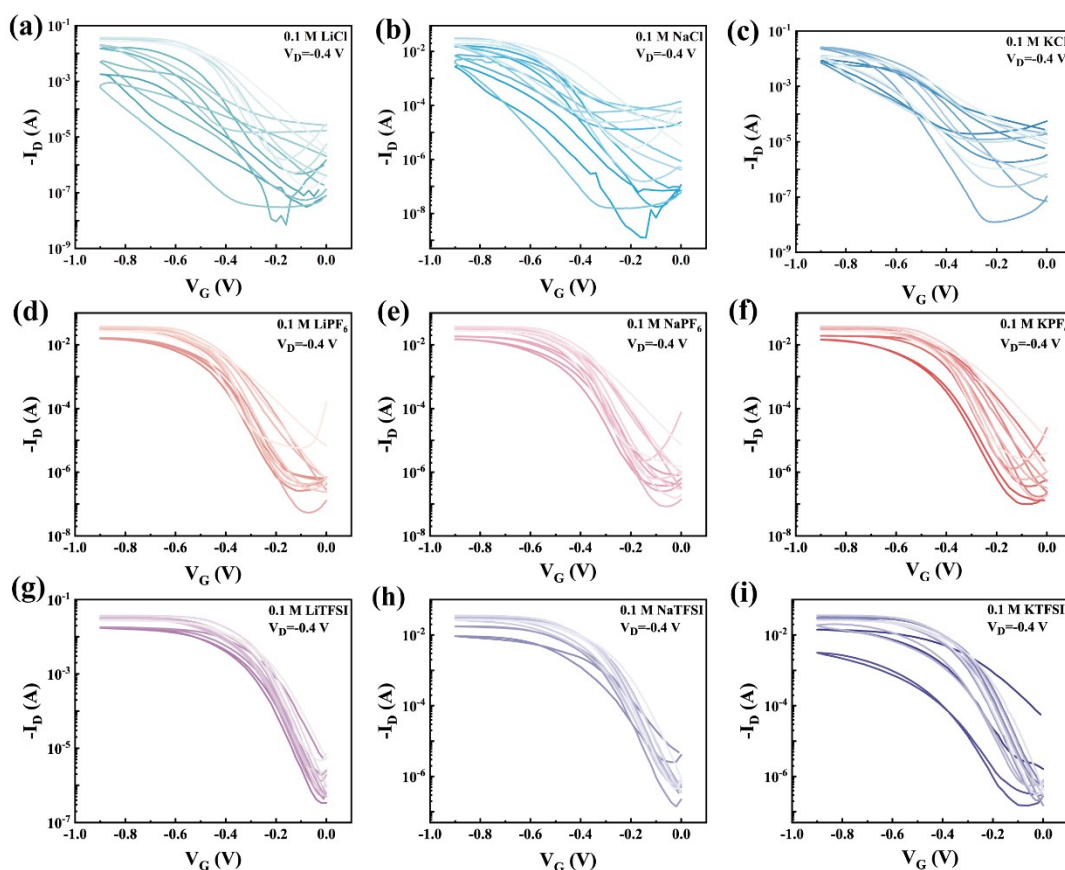 (a)
0.1 M LiCl
V_D=-0.4 V
10⁻¹
10⁻³
10⁻⁵
10⁻⁷
10⁻⁹
-I_D (A)
-1.0 -0.8 -0.6 -0.4 -0.2 0.0
V_G (V)
(b)
0.1 M NaCl
V_D=-0.4 V
10⁻²
10⁻⁴
10⁻⁶
10⁻⁸
-I_D (A)
-1.0 -0.8 -0.6 -0.4 -0.2 0.0
V_G (V)
(c)
0.1 M KCl
V_D=-0.4 V
10⁻¹
10⁻³
10⁻⁵
10⁻⁷
10⁻⁹
-I_D (A)
-1.0 -0.8 -0.6 -0.4 -0.2 0.0
V_G (V)
(d)
0.1 M LiPF₆
V_D=-0.4 V
10⁻²
10⁻⁴
10⁻⁶
10⁻⁸
-I_D (A)
-1.0 -0.8 -0.6 -0.4 -0.2 0.0
V_G (V)
(e)
0.1 M NaPF₆
V_D=-0.4 V
10⁻²
10⁻⁴
10⁻⁶
10⁻⁸
-I_D (A)
-1.0 -0.8 -0.6 -0.4 -0.2 0.0
V_G (V)
(f)
0.1 M KPF₆
V_D=-0.4 V
10⁻²
10⁻⁴
10⁻⁶
10⁻⁸
-I_D (A)
-1.0 -0.8 -0.6 -0.4 -0.2 0.0
V_G (V)
(g)
0.1 M LiTFSI
V_D=-0.4 V
10⁻¹
10⁻³
10⁻⁵
10⁻⁷
-I_D (A)
-1.0 -0.8 -0.6 -0.4 -0.2 0.0
V_G (V)
(h)
0.1 M NaTFSI
V_D=-0.4 V
10⁻²
10⁻⁴
10⁻⁶
-I_D (A)
-1.0 -0.8 -0.6 -0.4 -0.2 0.0
V_G (V)
(i)
0.1 M KTFSI
V_D=-0.4 V
10⁻²
10⁻⁴
10⁻⁶
-I_D (A)
-1.0 -0.8 -0.6 -0.4 -0.2 0.0
V_G (V)